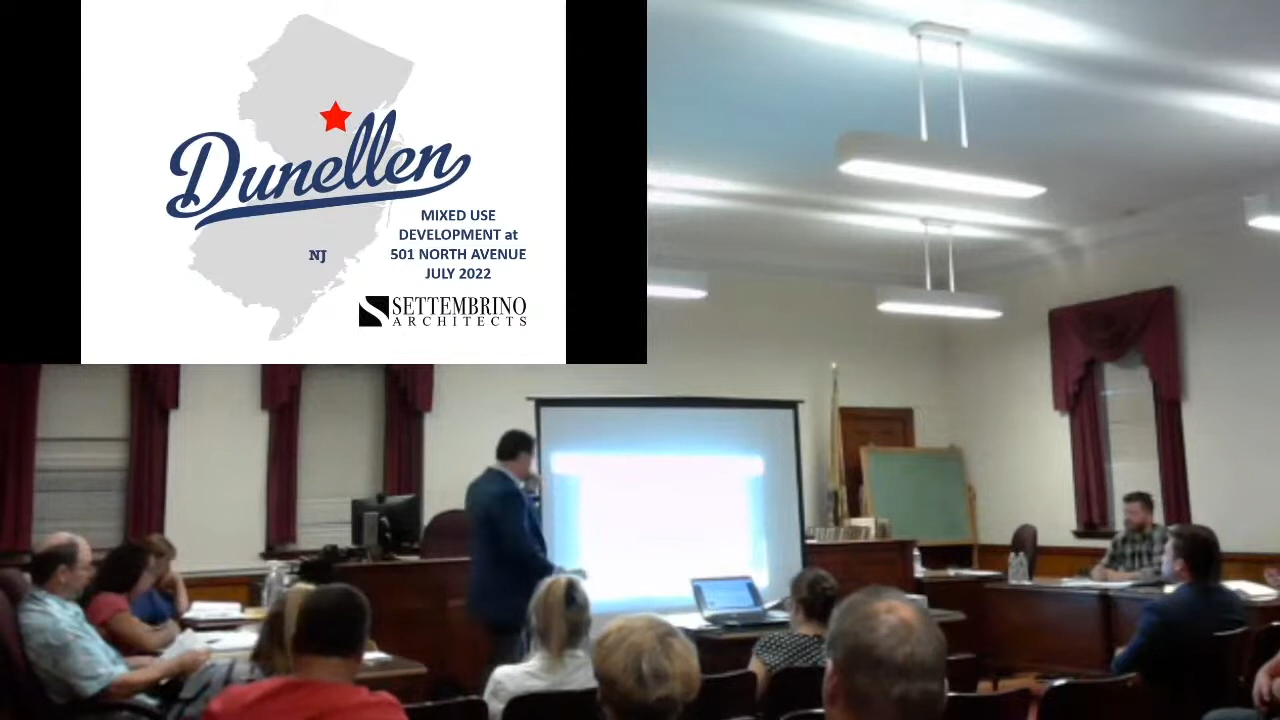 Dunellen
MIXED USE
DEVELOPMENT at
501 NORTH AVENUE
JULY 2022
NJ
SETTEMBRINO
ARCHITECTS